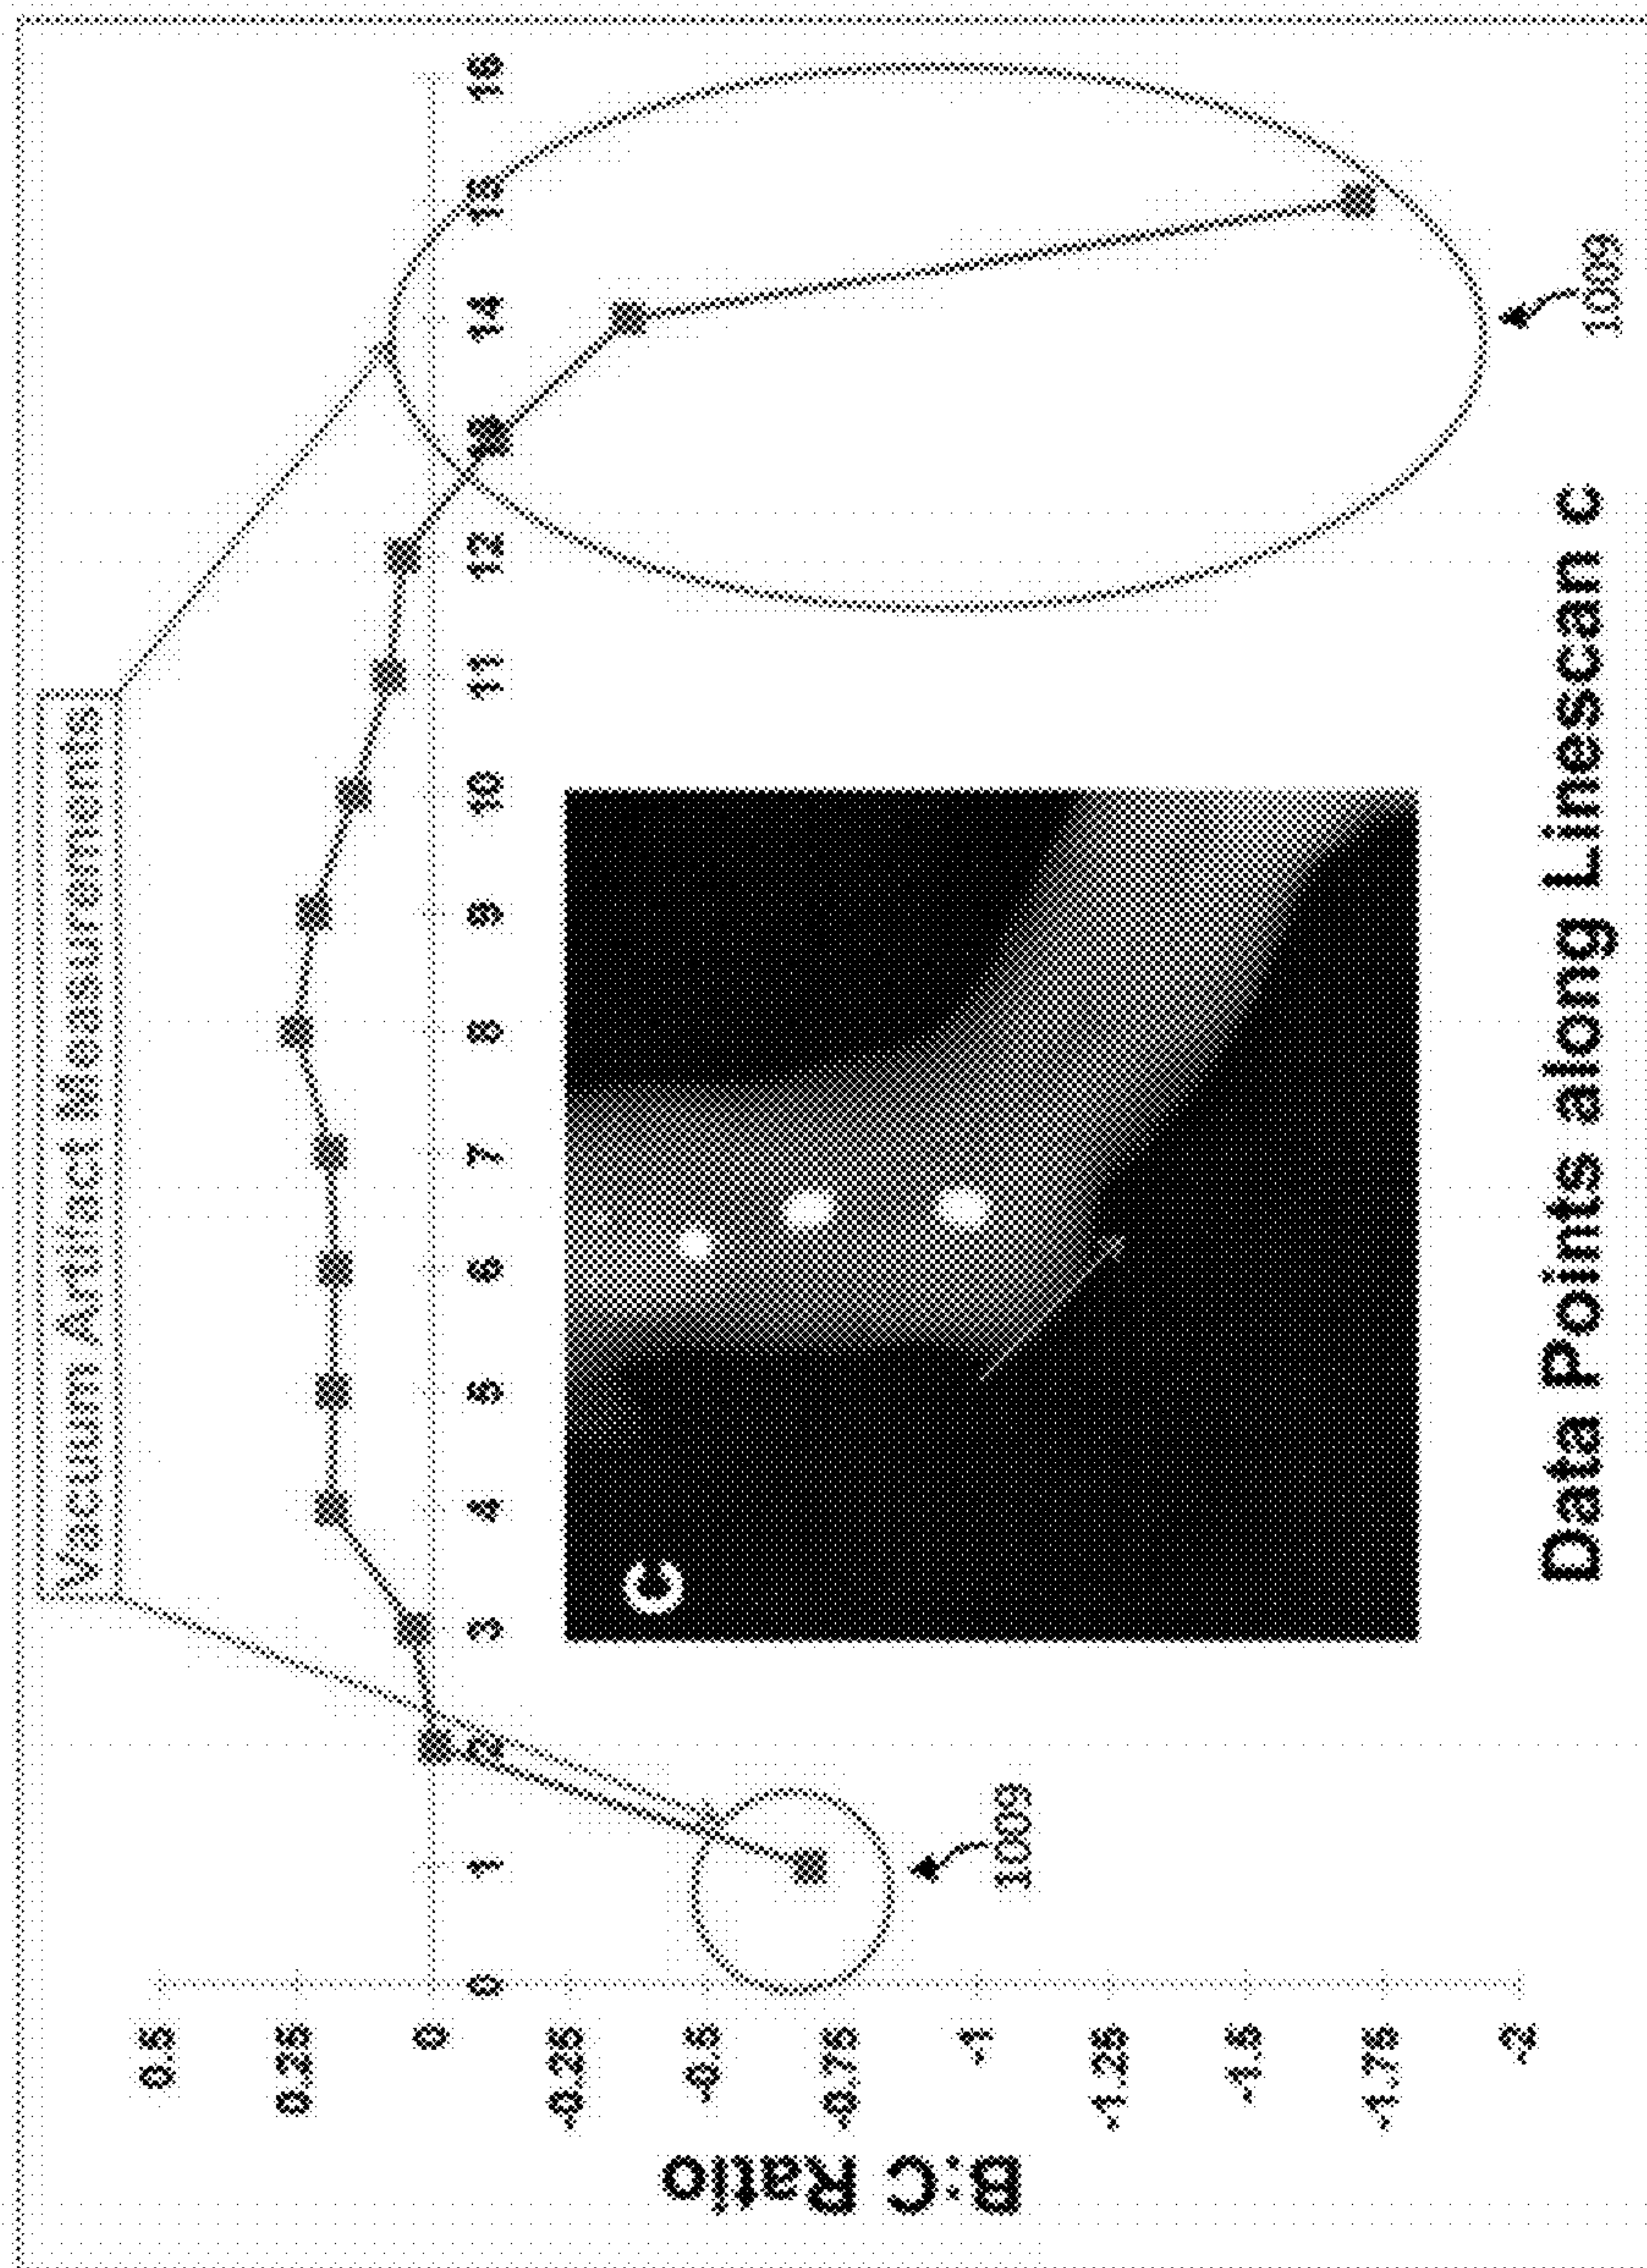 Vacuum Artifact Measurements
0.5
0.25
0
-0.25
-0.5
-0.75
-1
-1.25
-1.5
-1.75
-2
B:C Ratio
0 1 2 3 4 5 6 7 8 9 10 11 12 13 14 15 16
c
1009
1009
Data Points along Linescan c